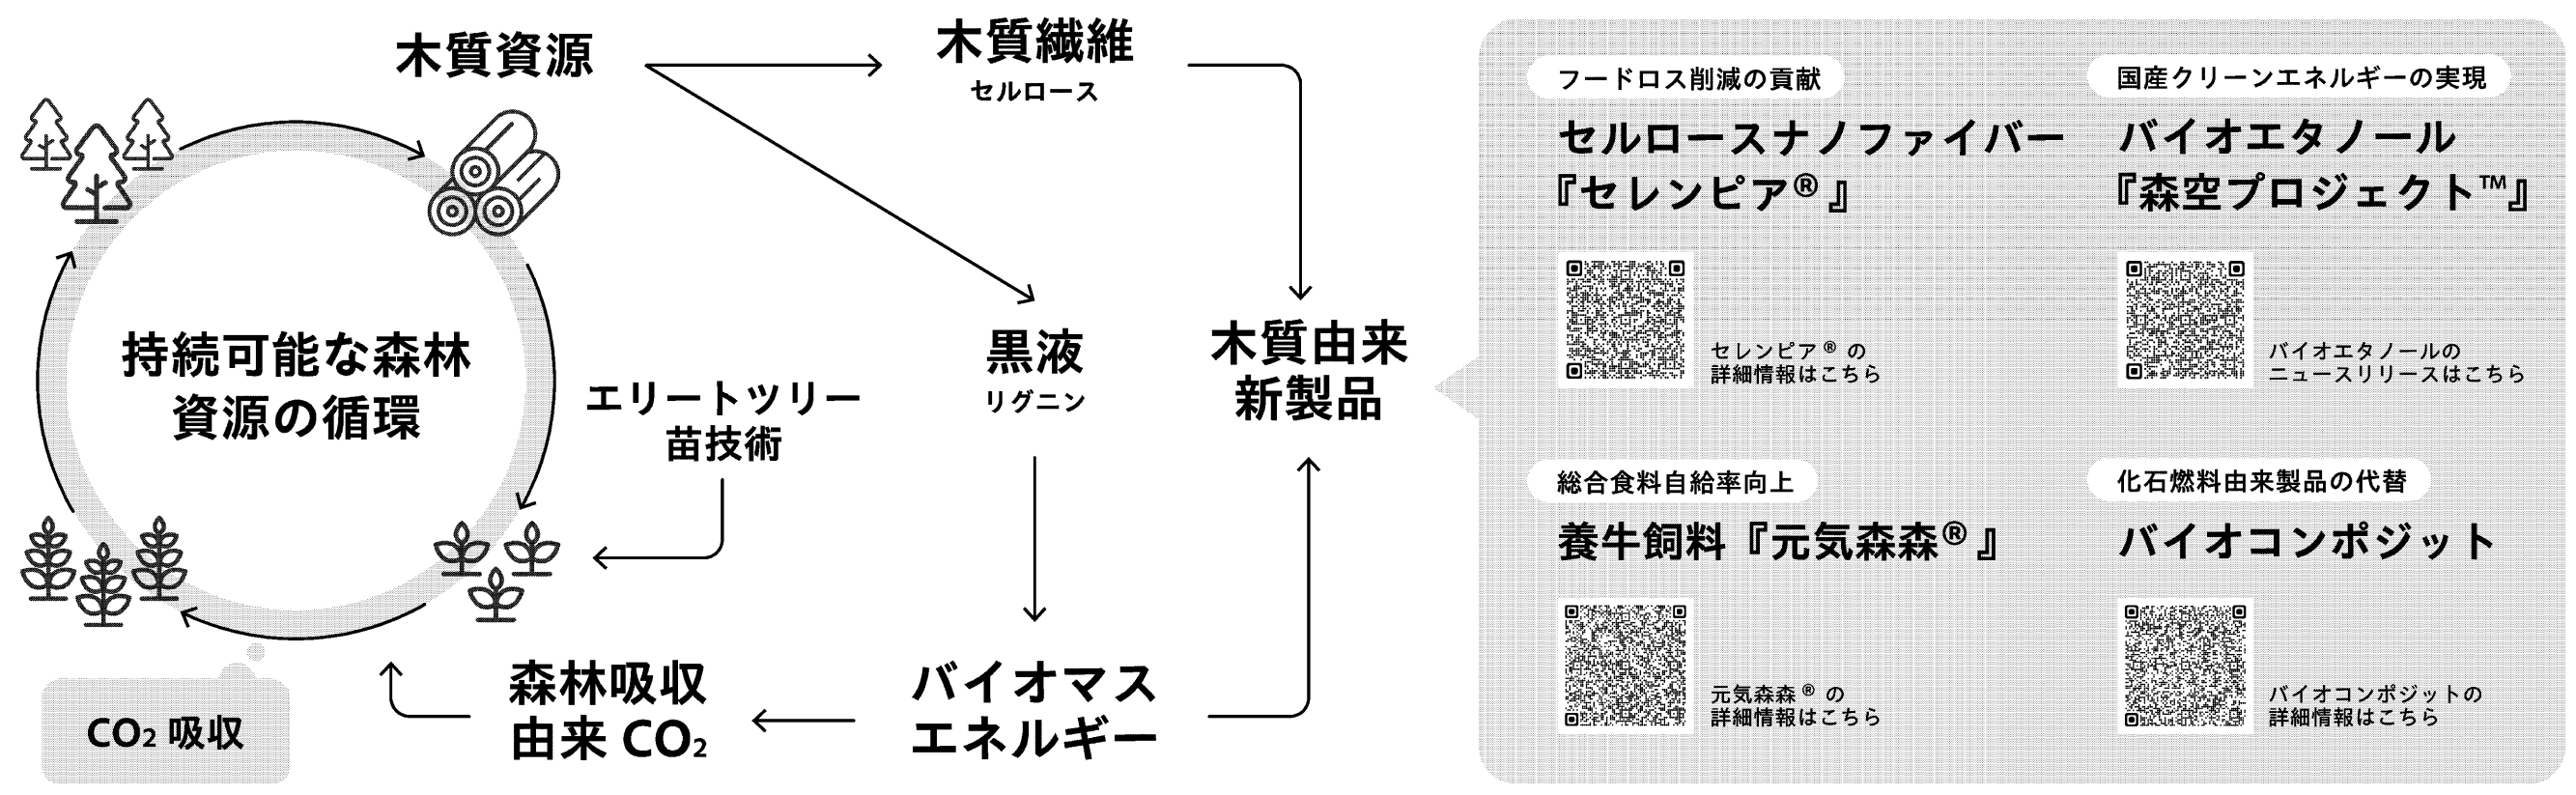 木質資源
木質繊維
セルロース
持続可能な森林
資源の循環
エリートツリー
苗技術
黒液
リグニン
木質由来
新製品
CO2 吸収
森林吸収
由来 CO2
バイオマス
エネルギー
フードロス削減の貢献
セルロースナノファイバー
『セレンピア®』
セレンピア® の
詳細情報はこちら
国産クリーンエネルギーの実現
バイオエタノール
『森空プロジェクト™』
バイオエタノールの
ニュースリリースはこちら
総合食料自給率向上
養牛飼料『元気森森®』
元気森森® の
詳細情報はこちら
化石燃料由来製品の代替
バイオコンポジット
バイオコンポジットの
詳細情報はこちら